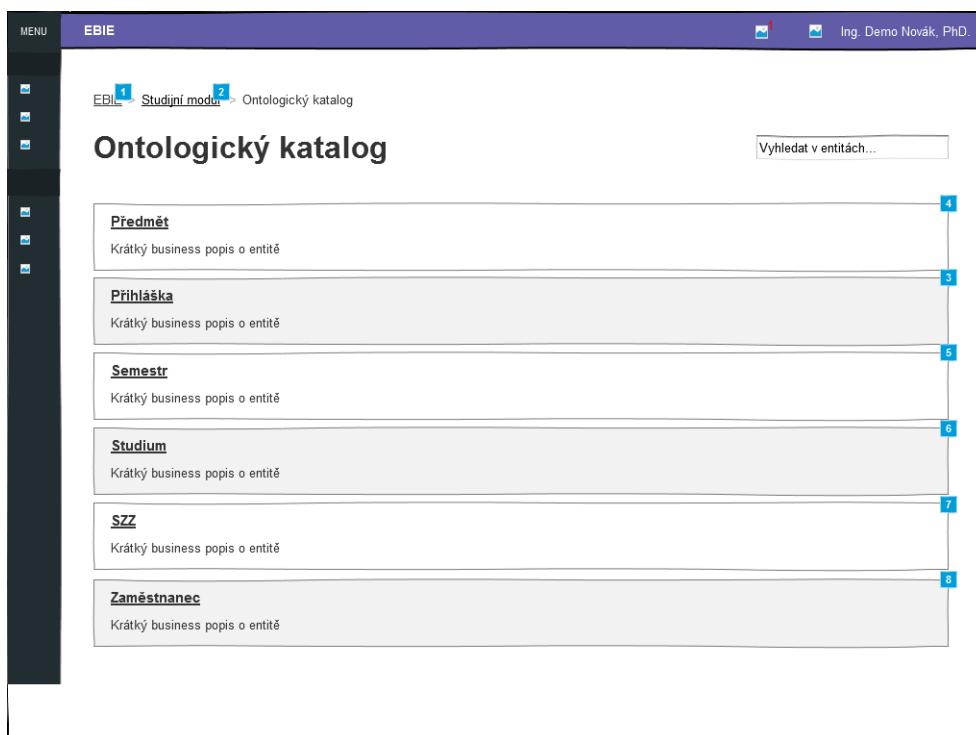 MENU
EBIE
Ing. Demo Novák, PhD.
EBIE 1 > Studijní modul 2 > Ontologický katalog
Ontologický katalog
Vyhledat v entitách...
4
Předmět
Krátký business popis o entitě
3
Přihláška
Krátký business popis o entitě
5
Semestr
Krátký business popis o entitě
6
Studium
Krátký business popis o entitě
7
SZZ
Krátký business popis o entitě
8
Zaměstnanec
Krátký business popis o entitě